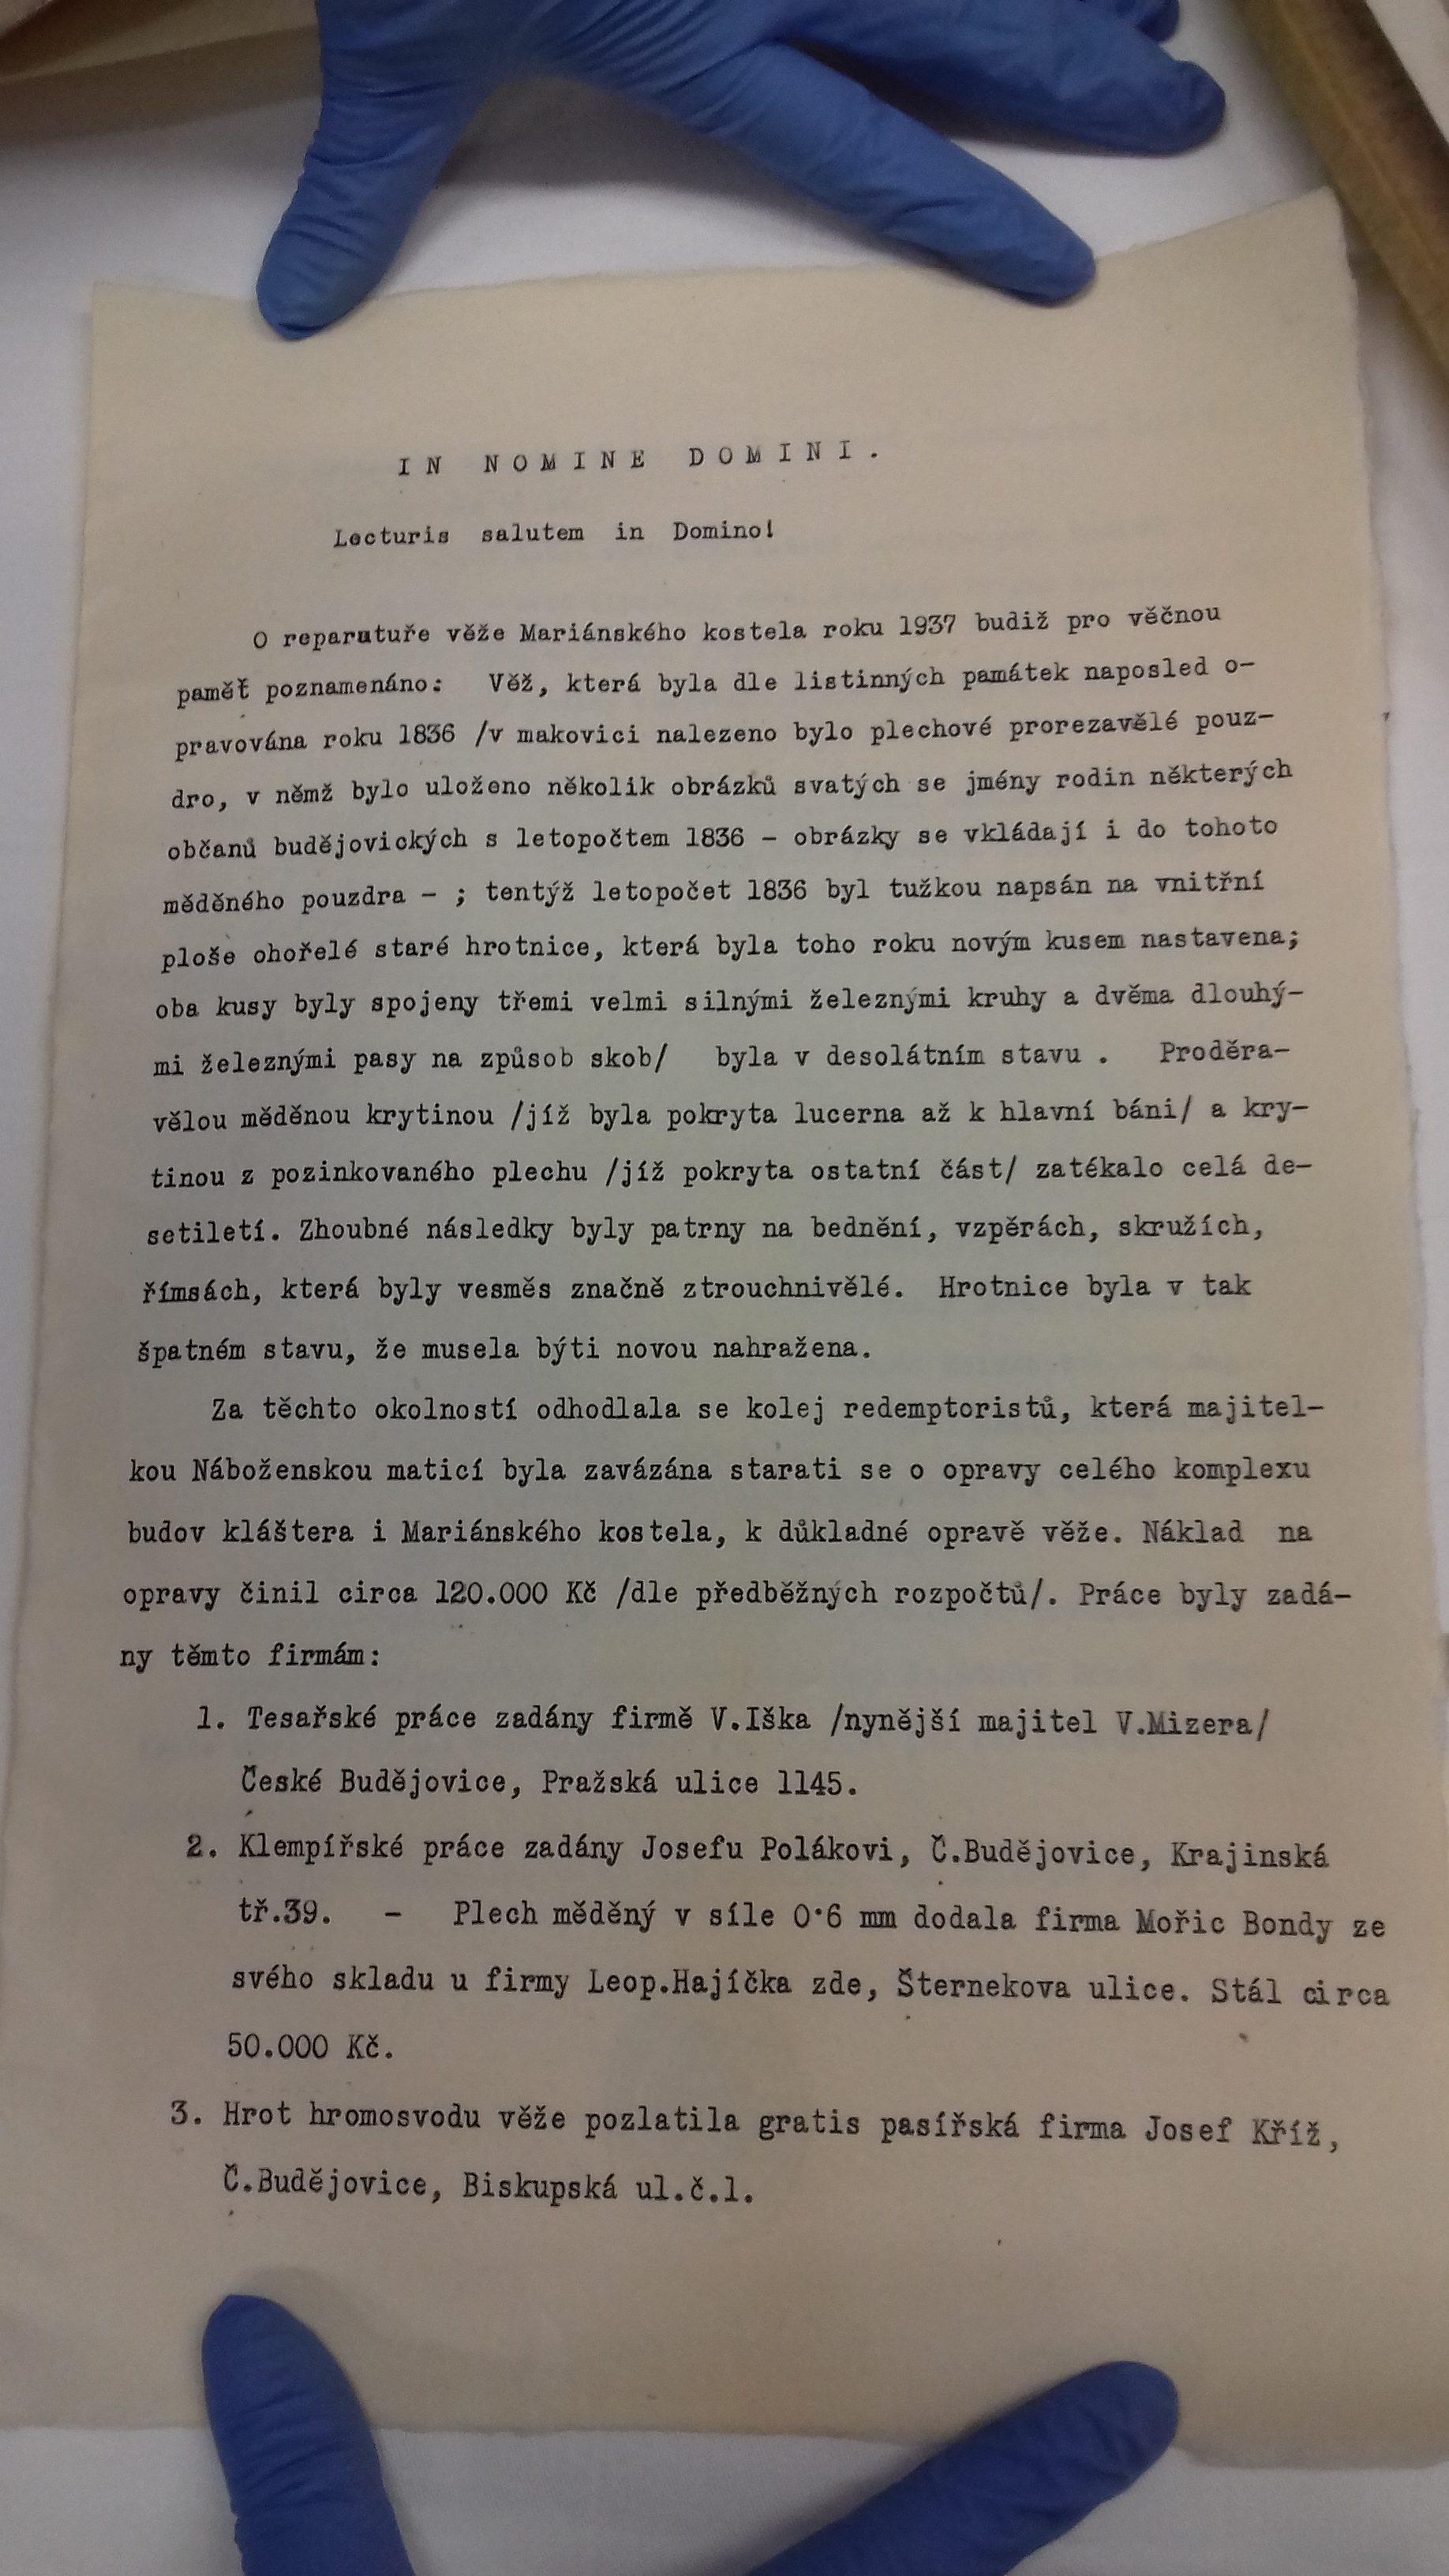 IN NOMINE DOMINI.
Lecturis salutem in Domino!
O reparatuře věže Mariánského kostela roku 1937 budiž pro věčnou
paměť poznamenáno: Věž, která byla dle listinných památek naposled o-
pravována roku 1836 /v makovici nalezeno bylo plechové prorezavělé pouz-
dro, v němž bylo uloženo několik obrázků svatých se jmény rodin některých
občanů budějovických s letopočtem 1836 - obrázky se vkládají i do tohoto
měděného pouzdra - ; tentýž letopočet 1836 byl tužkou napsán na vnitřní
ploše ohořelé staré hrotnice, která byla toho roku novým kusem nastavena;
oba kusy byly spojeny třemi velmi silnými železnými kruhy a dvěma dlouhý-
mi železnými pasy na způsob skob/ byla v desolátním stavu . Proděra-
vělou měděnou krytinou /jíž byla pokryta lucerna až k hlavní báni/ a kry-
tinou z pozinkovaného plechu /jíž pokryta ostatní část/ zatékalo celá de-
setiletí. Zhoubné následky byly patrny na bednění, vzpěrách, skružích,
římsách, která byly vesměs značně ztrouchnivělé. Hrotnice byla v tak
špatném stavu, že musela býti novou nahražena.
Za těchto okolností odhodlala se kolej redemptoristů, která majitel-
kou Náboženskou maticí byla zavázána starati se o opravy celého komplexu
budov kláštera i Mariánského kostela, k důkladné opravě věže. Náklad na
opravy činil circa 120.000 Kč /dle předběžných rozpočtů/. Práce byly zadá-
ny těmto firmám:
1. Tesařské práce zadány firmě V.Iška /nynější majitel V.Mizera/
České Budějovice, Pražská ulice 1145.
2. Klempířské práce zadány Josefu Polákovi, Č.Budějovice, Krajinská
tř.39. - Plech měděný v síle 0·6 mm dodala firma Mořic Bondy ze
svého skladu u firmy Leop.Hajíčka zde, Šternekova ulice. Stál circa
50.000 Kč.
3. Hrot hromosvodu věže pozlatila gratis pasířská firma Josef Kříž,
Č.Budějovice, Biskupská ul.č.1.